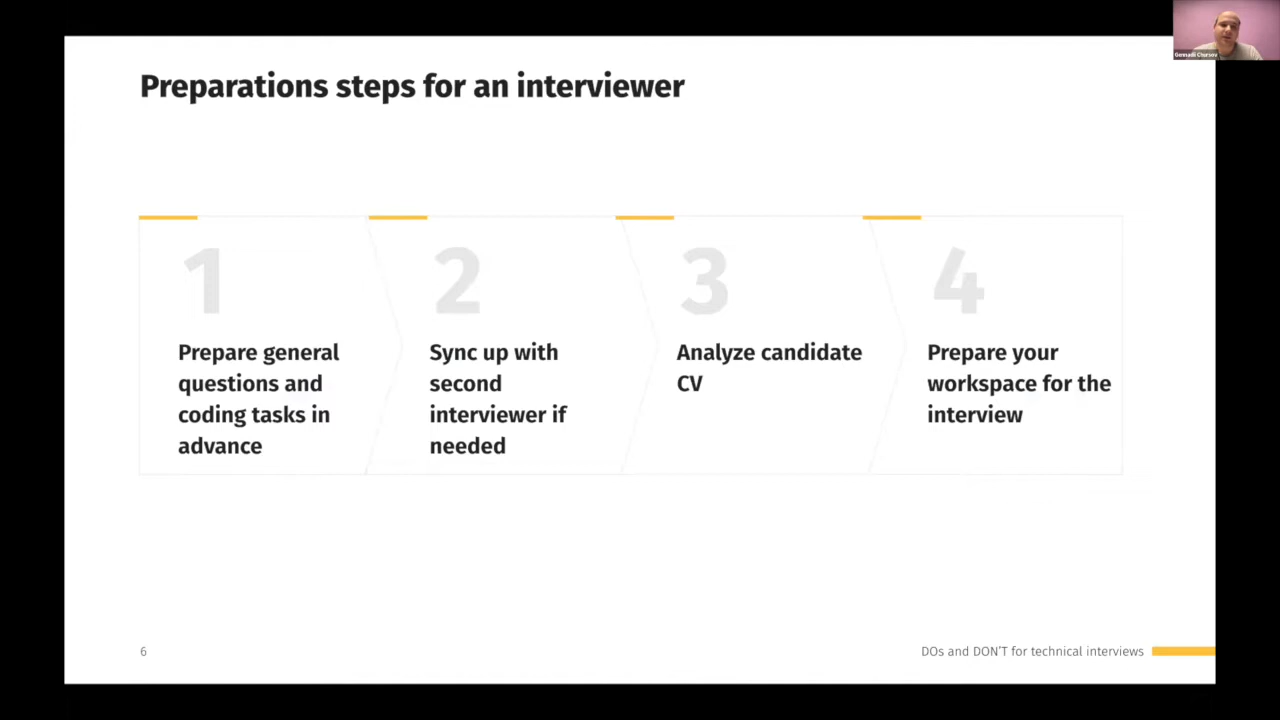 Gennadii Chursov
Preparations steps for an interviewer
1
Prepare general
questions and
coding tasks in
advance
2
Sync up with
second
interviewer if
needed
3
Analyze candidate
CV
4
Prepare your
workspace for the
interview
6
DOs and DON'T for technical interviews